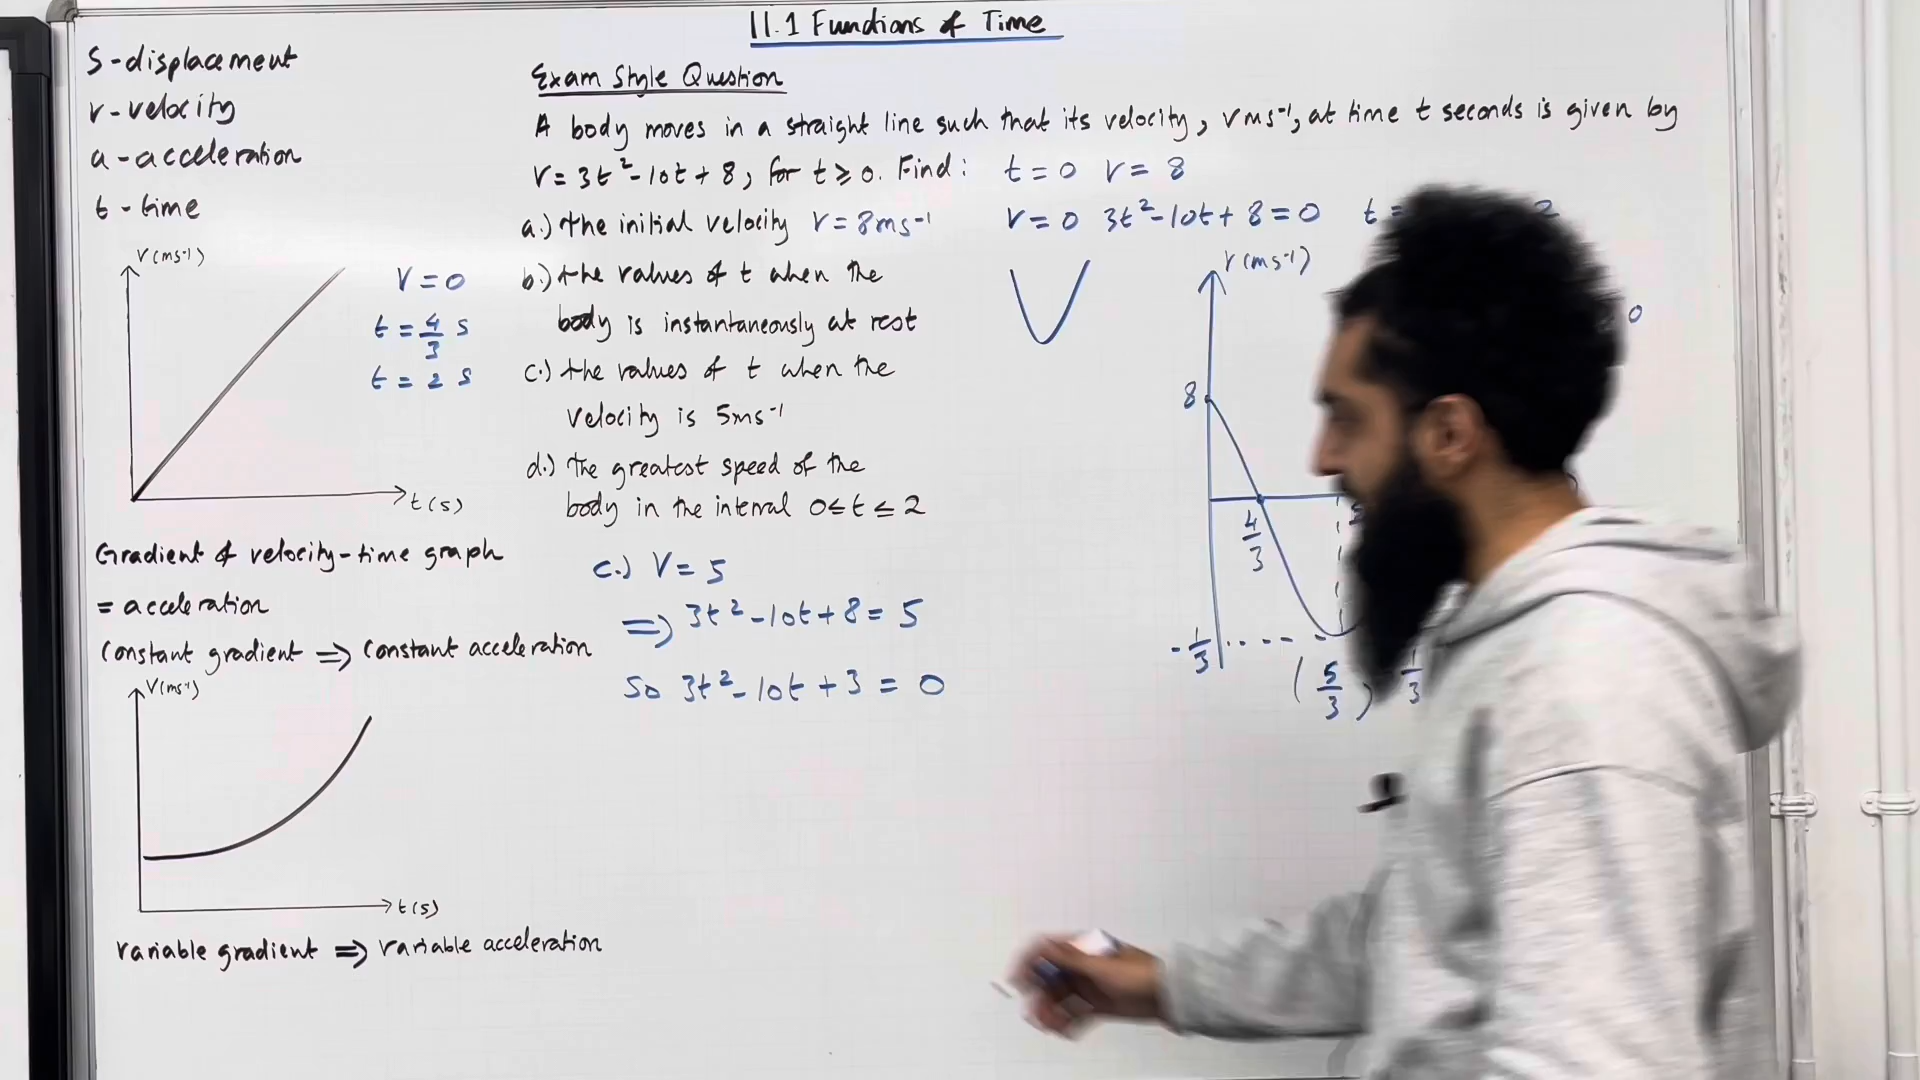 11.1 Functions of Time
S-displacement
v-velocity
a-acceleration
t-time
V(ms⁻¹)
t(s)
V=0
t=4/3 s
t=2 s
Gradient of velocity-time graph
= acceleration
Constant gradient ⟹ constant acceleration
V(ms⁻¹)
t(s)
variable gradient ⟹ variable acceleration
Exam Style Question
A body moves in a straight line such that its velocity, v ms⁻¹, at time t seconds is given by
V=3t²-10t+8, for t≥0. Find:
a.) the initial velocity V=8ms⁻¹
b.) the values of t when the
body is instantaneously at rest
c.) the values of t when the
velocity is 5ms⁻¹
d.) the greatest speed of the
body in the interval 0≤t≤2
c.) V=5
⟹ 3t²-10t+8=5
So 3t²-10t+3=0
t=0 V=8
V=0 3t²-10t+8=0 t= 2
V(ms⁻¹)
0
8
4/3
-1/3
(5/3, 1/3